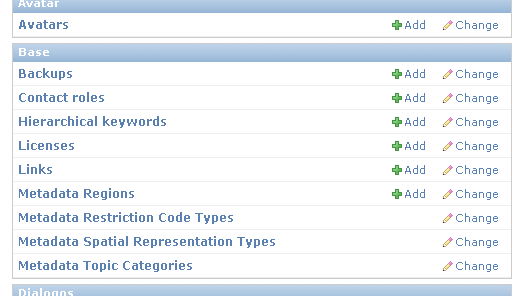 Avatar
Avatars Add Change
Base
Backups Add Change
Contact roles Add Change
Hierarchical keywords Add Change
Licenses Add Change
Links Add Change
Metadata Regions Add Change
Metadata Restriction Code Types Change
Metadata Spatial Representation Types Change
Metadata Topic Categories Change
Dialogos